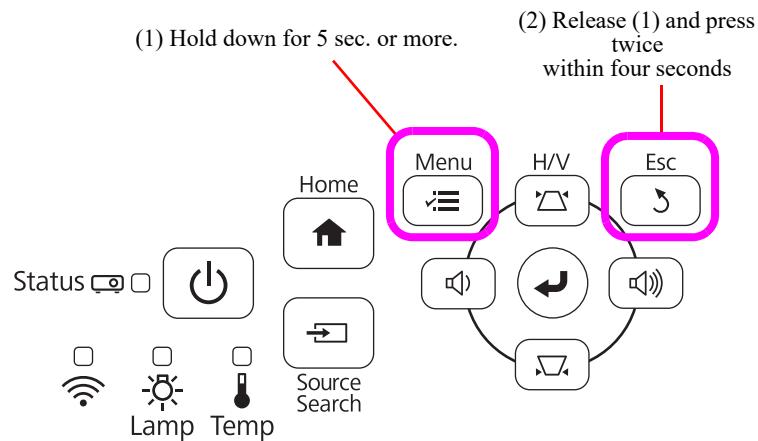 (1) Hold down for 5 sec. or more.
(2) Release (1) and press
twice
within four seconds
Menu
H/V
Esc
Home
Status
Source
Search
Lamp
Temp